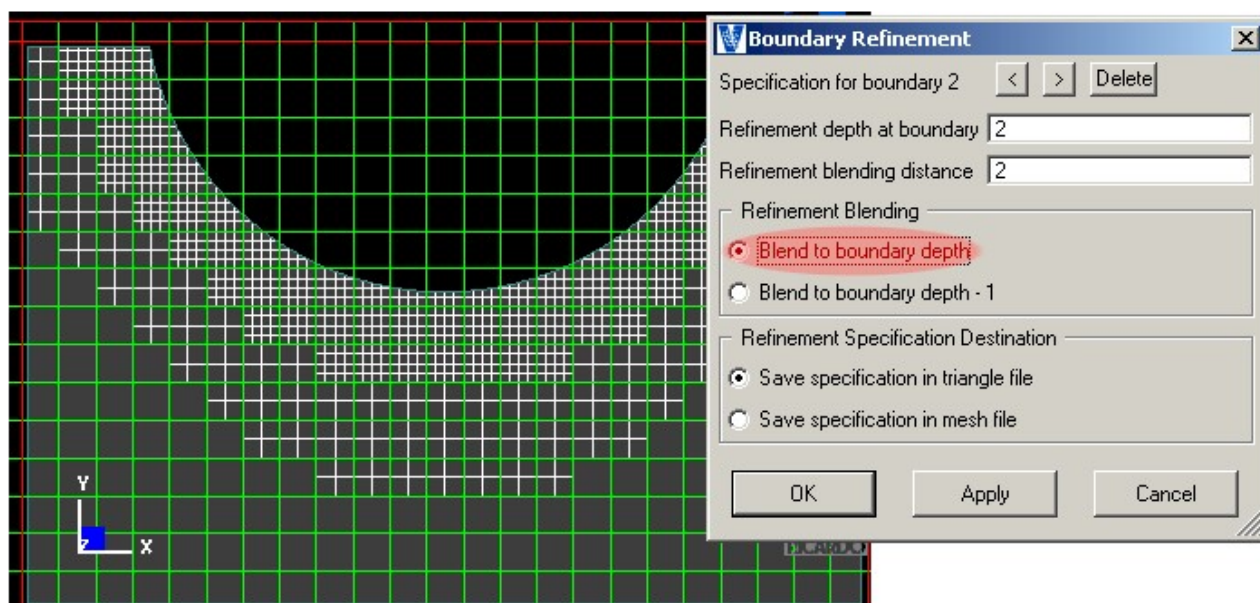 Boundary Refinement
Specification for boundary 2 < > Delete
Refinement depth at boundary 2
Refinement blending distance 2
Refinement Blending
Blend to boundary depth
Blend to boundary depth - 1
Refinement Specification Destination
Save specification in triangle file
Save specification in mesh file
OK Apply Cancel
Y
Z X
RICARDO